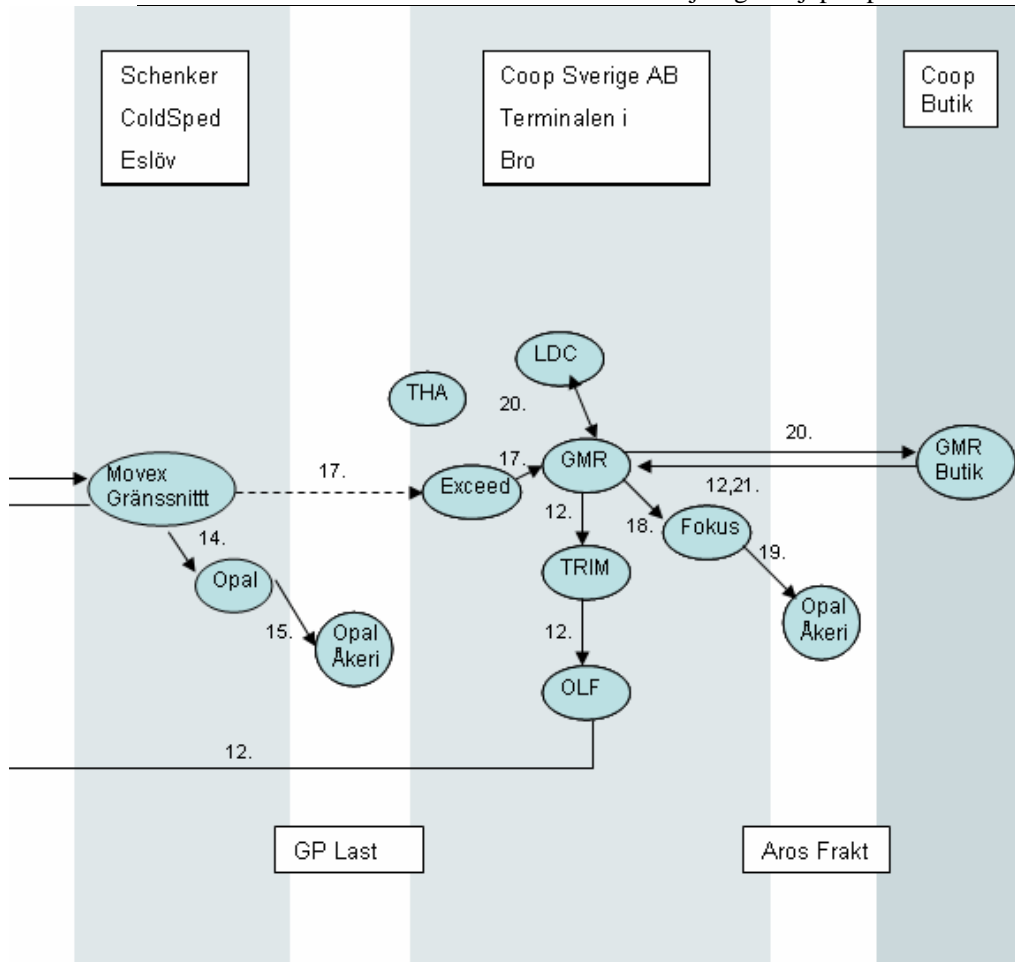 Schenker
ColdSped
Eslöv
Coop Sverige AB
Terminalen i
Bro
Coop
Butik
LDC
THA
20.
20.
GMR
GMR
Butik
17.
Movex
Gränssnittt
17.
Exceed
12,21.
12.
18.
Fokus
14.
19.
TRIM
Opal
15.
Opal
Åkeri
Opal
Åkeri
12.
OLF
12.
GP Last
Aros Frakt